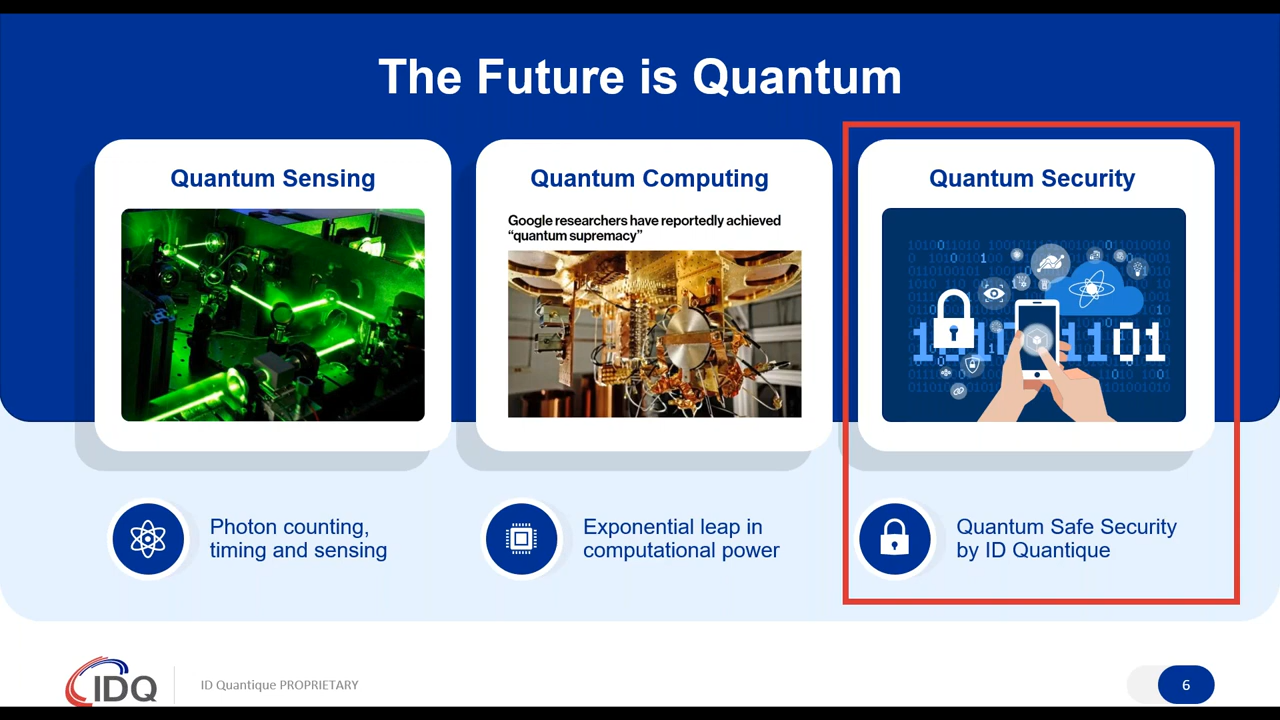 The Future is Quantum
Quantum Sensing
Quantum Computing
Google researchers have reportedly achieved
“quantum supremacy”
Quantum Security
Photon counting,
timing and sensing
Exponential leap in
computational power
Quantum Safe Security
by ID Quantique
IDQ
ID Quantique PROPRIETARY
6